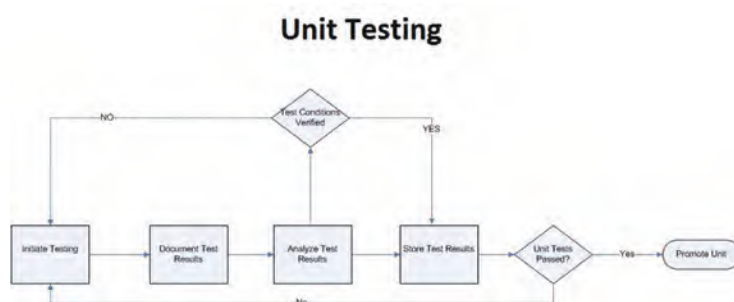 Unit Testing
Test Conditions
Verified
NO
YES
Initiate Testing
Document Test
Results
Analyze Test
Results
Store Test Results
Unit Tests
Passed?
Yes
Promote Unit
No